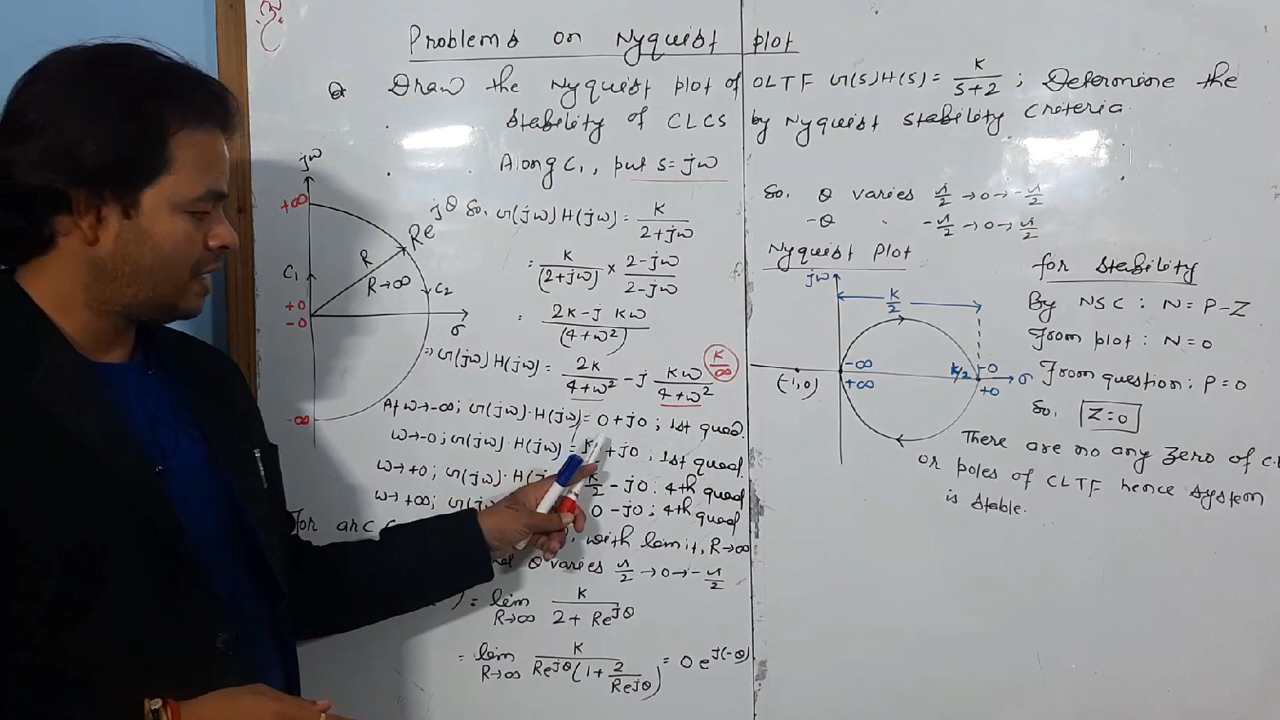 Problems on Nyquist plot
Q Draw the Nyquist plot of OLTF G(s)H(s) = K/(s+2) ; Determine the
stability of CLCS by Nyquist stability Criteria.
jω
+∞
R
R→∞
Re^jθ
C1
C2
+0
-0
σ
-∞
Along C1, put s=jω
So, G(jω)H(jω) = K/(2+jω)
= K/(2+jω) × (2-jω)/(2-jω)
= (2K-j Kω)/(4+ω²)
G(jω)H(jω) = 2K/(4+ω²) - j Kω/(4+ω²)
K/∞
At ω→-∞; G(jω)·H(jω) = 0+j0; 1st quad.
ω→-0; G(jω)·H(jω) = K +j0; 1st quad.
ω→+0; G(jω)·H(j K/2 -j0: 4th quad
ω→+∞; 0-j0; 4th quad
For arc
with limit, R→∞
θ varies π/2→0→-π/2
) = lim R→∞ K/(2+Re^jθ)
= lim R→∞ K/(Re^jθ(1+2/Re^jθ)) = 0 e^j(-θ)
So, θ varies π/2→0→-π/2
-θ " -π/2→0→π/2
Nyquist Plot
jω
K/2
-∞
+∞
K/2
-0
+0
σ
(-1,0)
for stability
By NSC: N=P-Z
From plot: N=0
From question; P=0
So, Z=0
There are no any zero of CE
or poles of CLTF hence system
is stable.